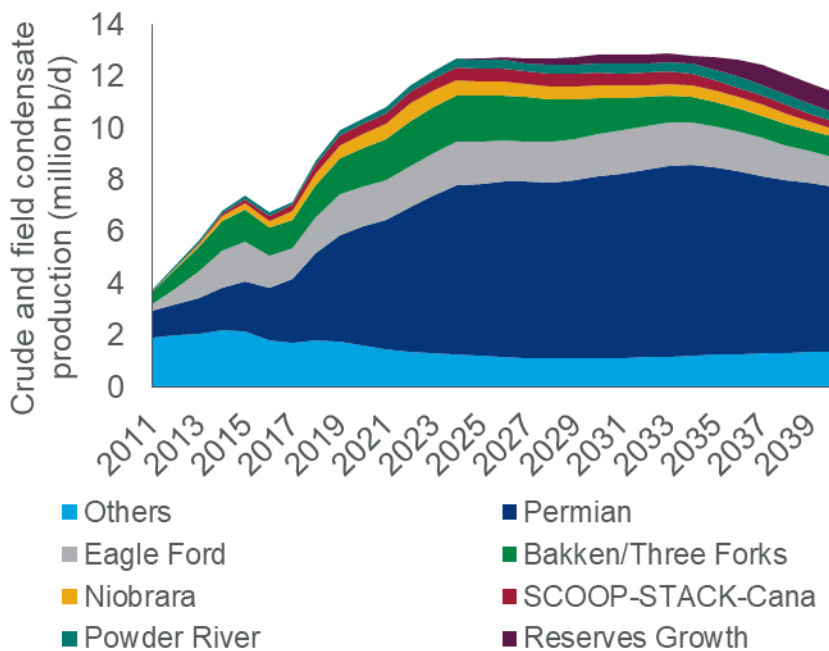 Crude and field condensate
production (million b/d)
14
12
10
8
6
4
2
0
2011
2013
2015
2017
2019
2021
2023
2025
2027
2029
2031
2033
2035
2037
2039
Others
Permian
Eagle Ford
Bakken/Three Forks
Niobrara
SCOOP-STACK-Cana
Powder River
Reserves Growth